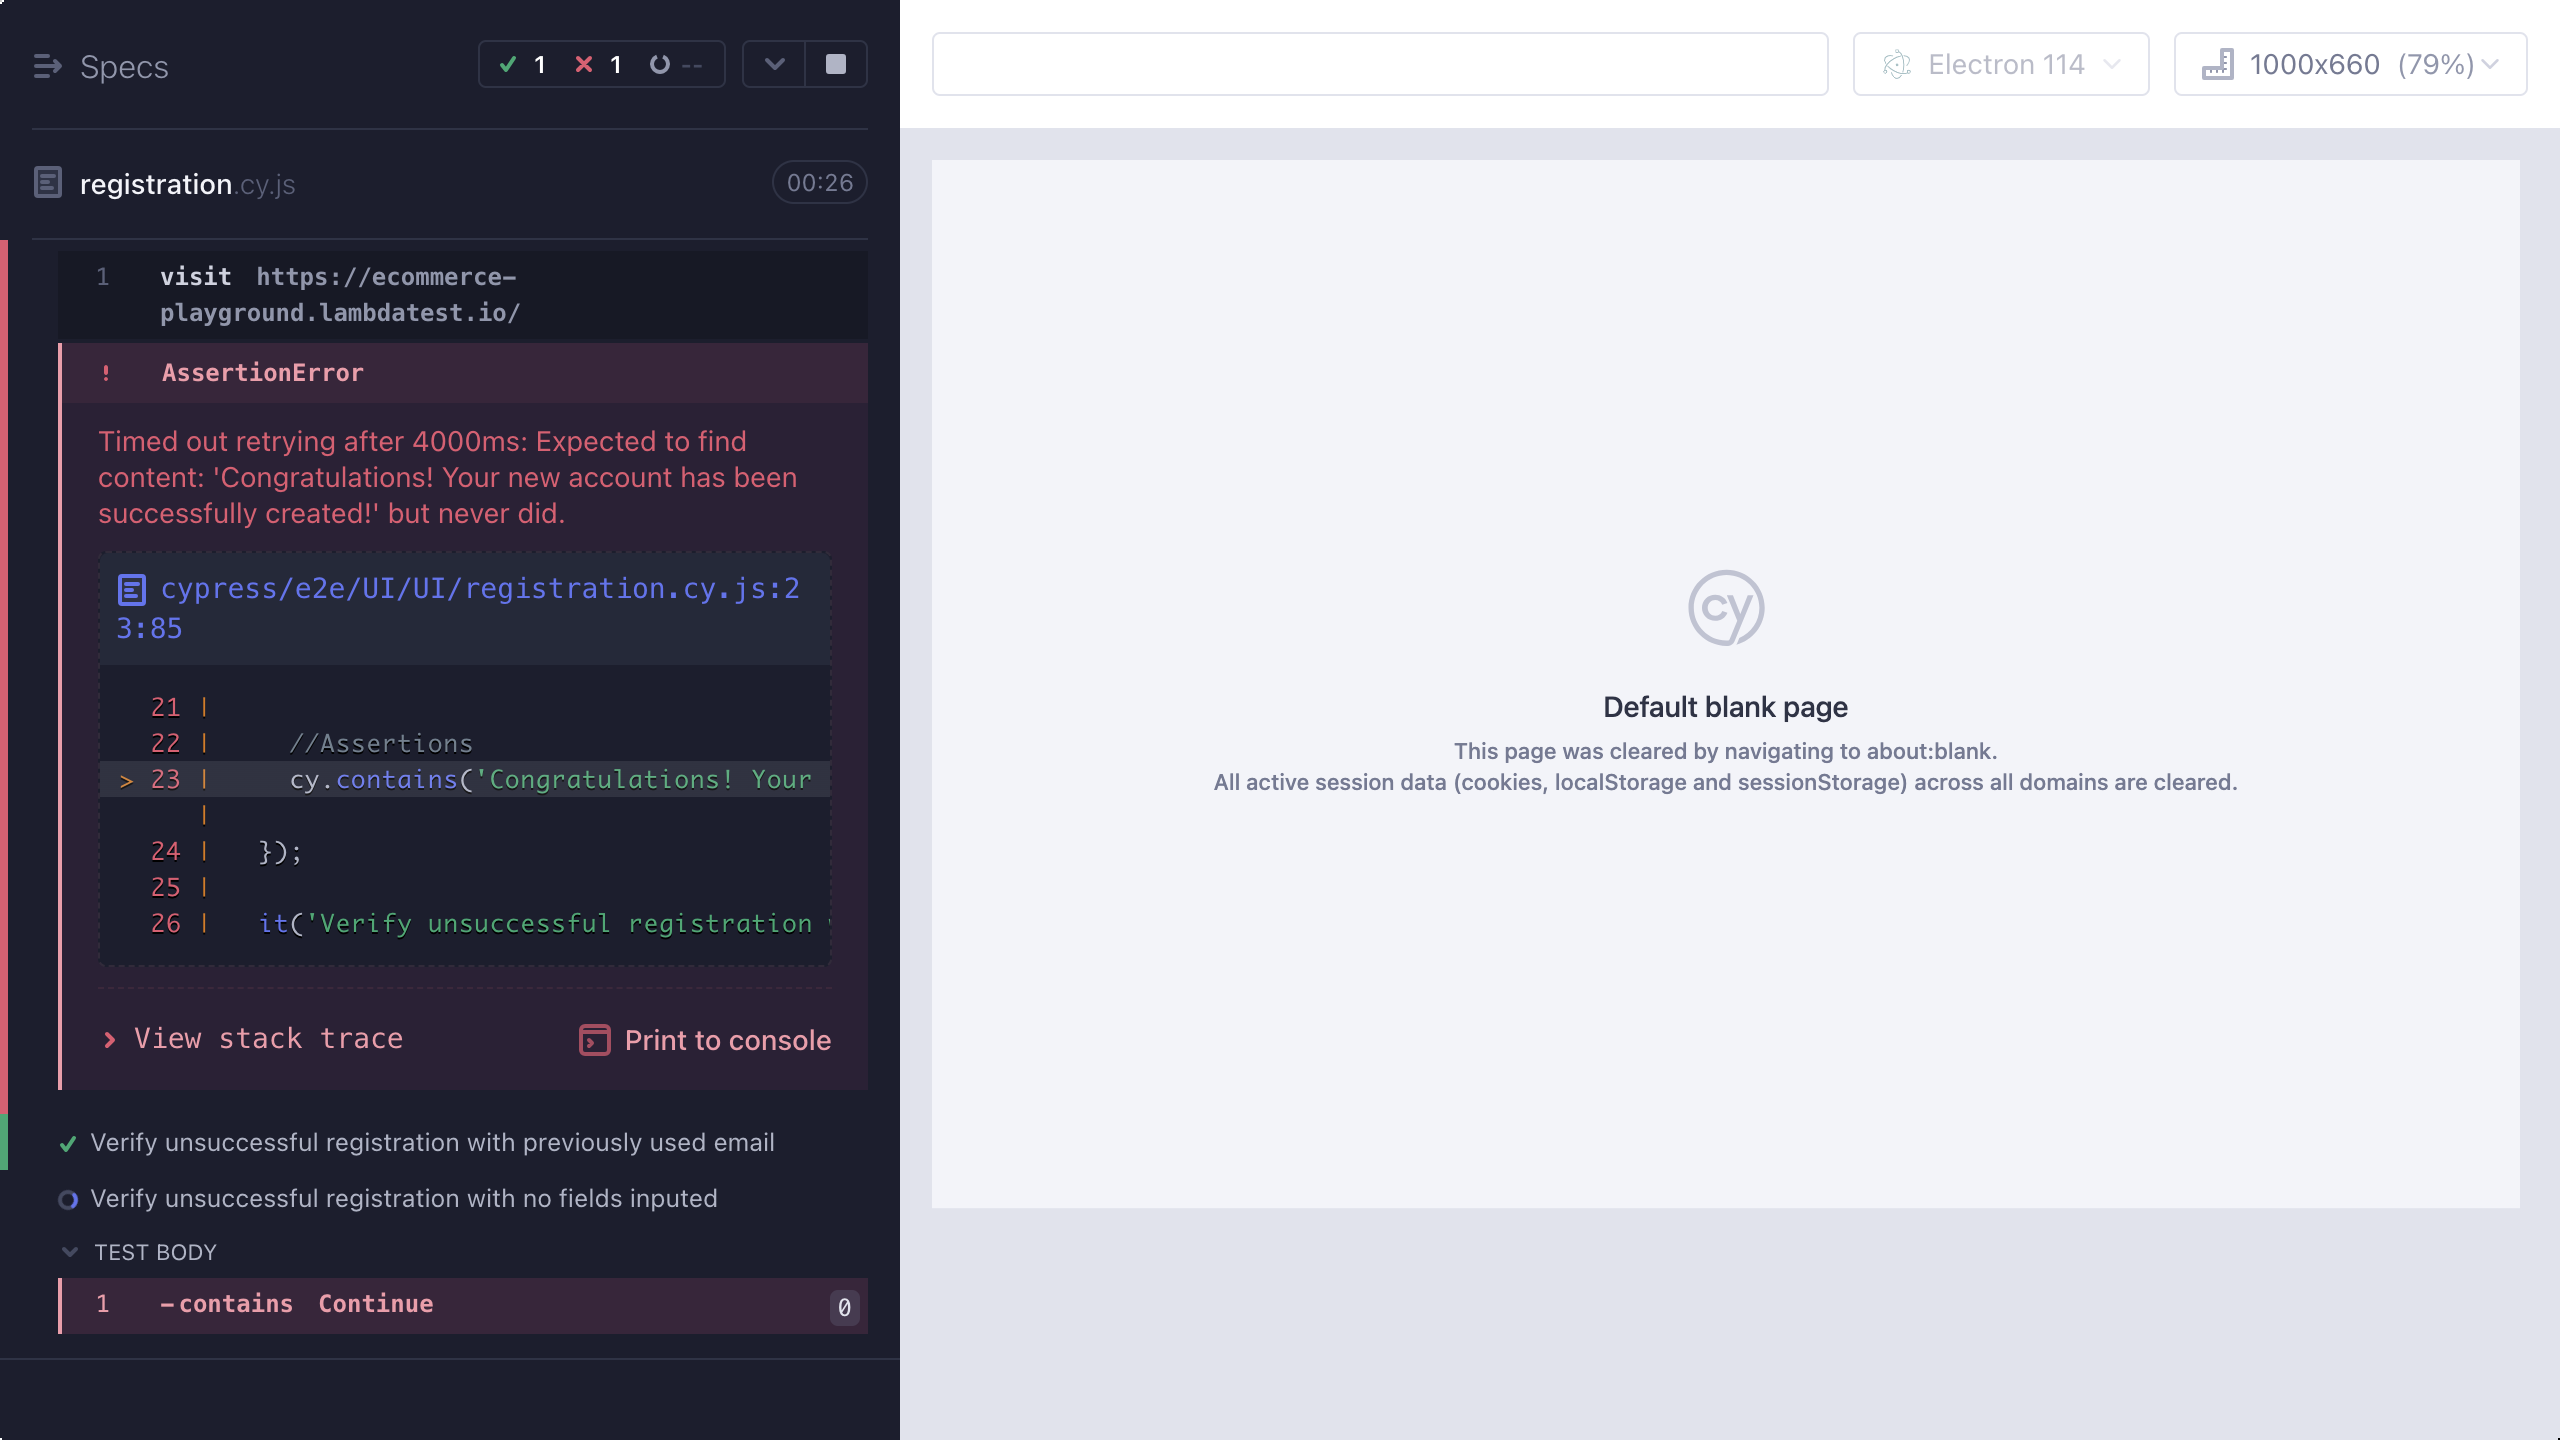 Specs
1 1 --
registration.cy.js
00:26
1 visit https://ecommerce-
playground.lambdatest.io/
! AssertionError
Timed out retrying after 4000ms: Expected to find
content: 'Congratulations! Your new account has been
successfully created!' but never did.
cypress/e2e/UI/UI/registration.cy.js:2
3:85
21 |
22 | //Assertions
> 23 | cy.contains('Congratulations! Your
|
24 | });
25 |
26 | it('Verify unsuccessful registration
View stack trace
Print to console
Verify unsuccessful registration with previously used email
Verify unsuccessful registration with no fields inputed
TEST BODY
1 -contains Continue 0
Electron 114
1000x660 (79%)
cy
Default blank page
This page was cleared by navigating to about:blank.
All active session data (cookies, localStorage and sessionStorage) across all domains are cleared.